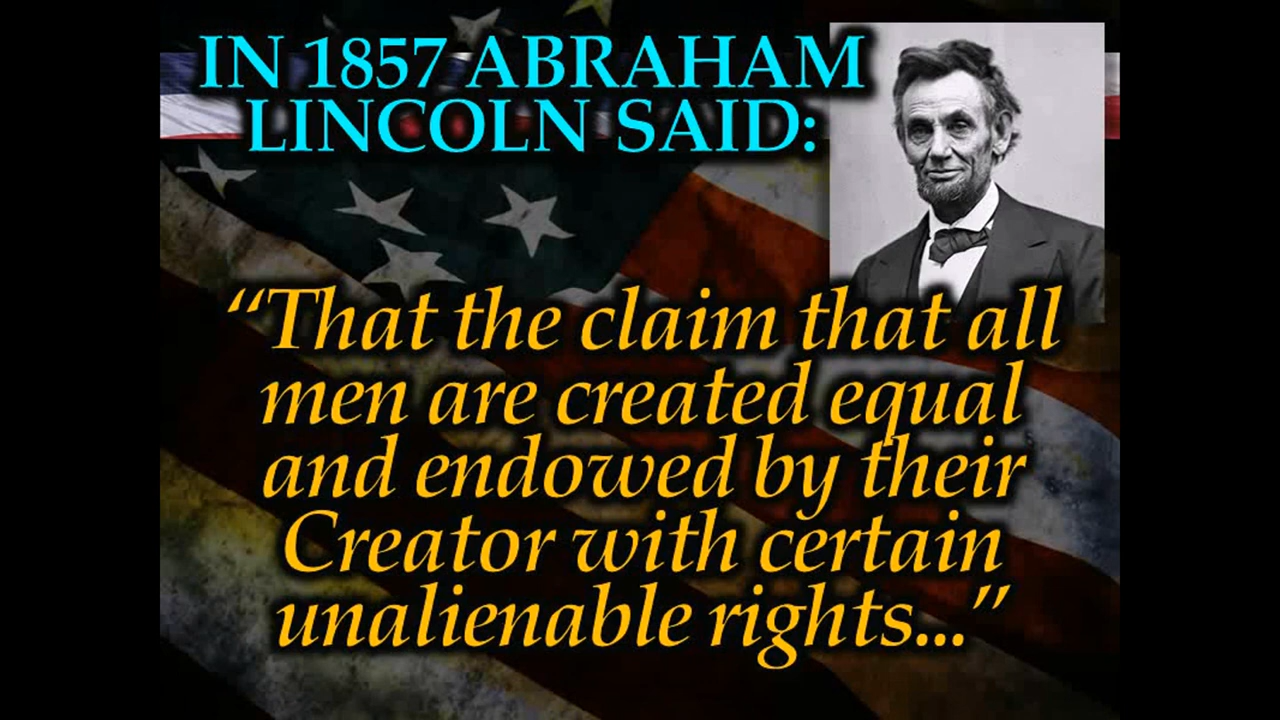 IN 1857 ABRAHAM
LINCOLN SAID:
“That the claim that all
men are created equal
and endowed by their
Creator with certain
unalienable rights...”